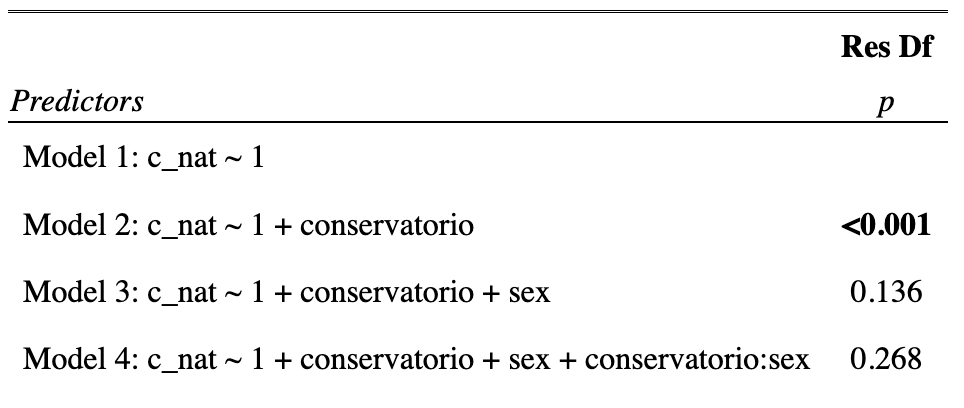 Res Df
Predictors p
Model 1: c_nat ~ 1
Model 2: c_nat ~ 1 + conservatorio <0.001
Model 3: c_nat ~ 1 + conservatorio + sex 0.136
Model 4: c_nat ~ 1 + conservatorio + sex + conservatorio:sex 0.268